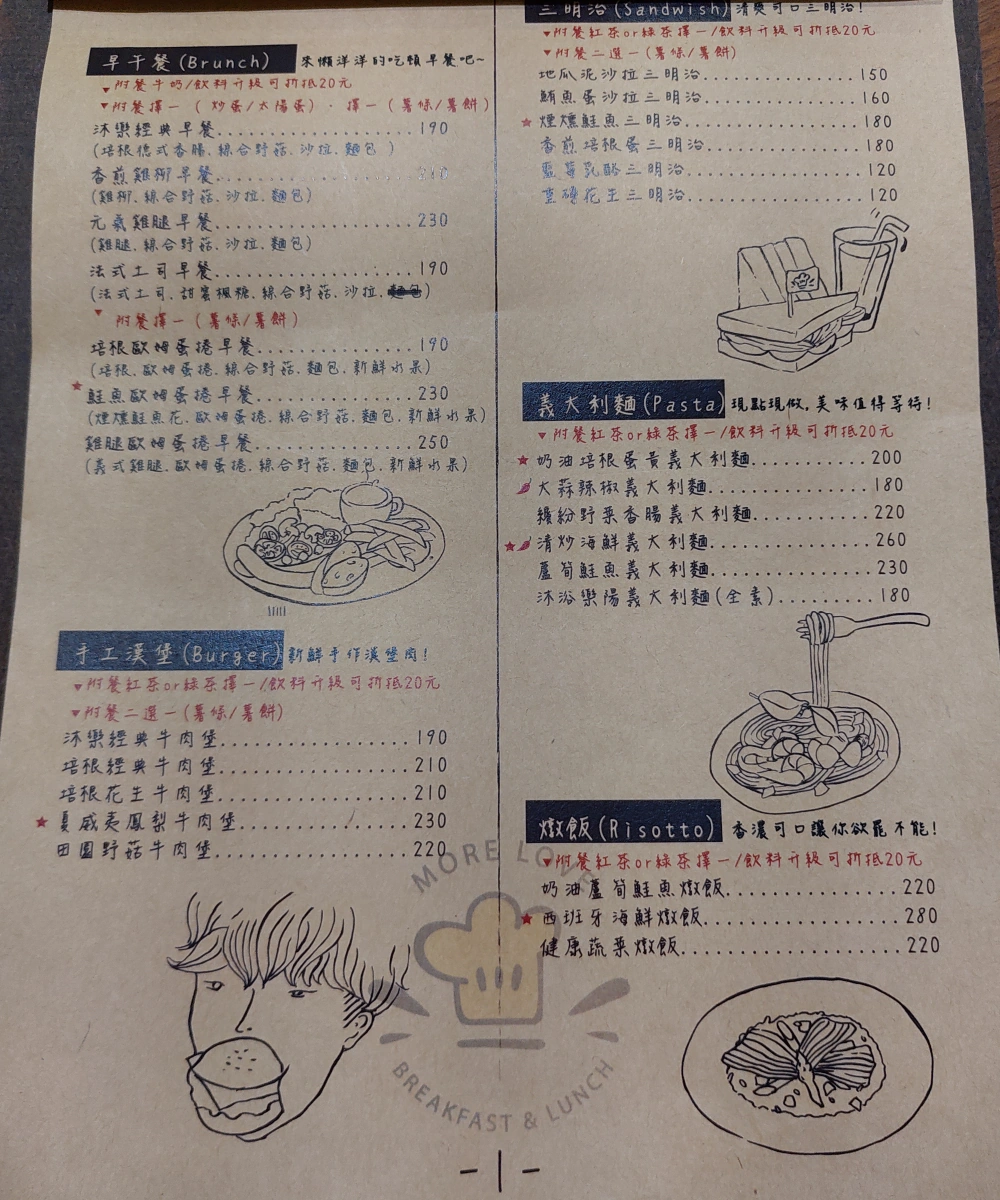 早午餐(Brunch) 來懶洋洋的吃頓早餐吧~
▼附餐牛奶/飲料升級可折抵20元
▼附餐擇一 ( 炒蛋/太陽蛋) · 擇一 ( 薯條/薯餅 )
沐樂經典早餐....................190
(培根德式香腸、綜合野菇、沙拉、麵包 )
香煎雞柳早餐....................210
(雞柳、綜合野菇、沙拉、麵包)
元氣雞腿早餐....................230
(雞腿、綜合野菇、沙拉、麵包)
法式土司早餐....................190
(法式土司、甜蜜楓糖、綜合野菇、沙拉、麵包)
▼ 附餐擇一 ( 薯條/薯餅 )
培根歐姆蛋捲早餐................190
(培根、歐姆蛋捲、綜合野菇、麵包、新鮮水果)
★鮭魚歐姆蛋捲早餐................230
(煙燻鮭魚花、歐姆蛋捲、綜合野菇、麵包、新鮮水果)
雞腿歐姆蛋捲早餐................250
(義式雞腿、歐姆蛋捲、綜合野菇、麵包、新鮮水果)
手工漢堡(Burger) 新鮮手作漢堡肉!
▼附餐紅茶or綠茶擇一/飲料升級可折抵20元
▼附餐二選一(薯條/薯餅)
沐樂經典牛肉堡....................190
培根經典牛肉堡....................210
培根花生牛肉堡....................210
★夏威夷鳳梨牛肉堡..................230
田園野菇牛肉堡....................220
三明治(Sandwish) 清爽可口三明治!
▼附餐紅茶or綠茶擇一/飲料升級可折抵20元
▼附餐二選一(薯條/薯餅)
地瓜泥沙拉三明治................150
鮪魚蛋沙拉三明治................160
★煙燻鮭魚三明治..................180
香煎培根蛋三明治................180
藍莓乳酪三明治..................120
厚磚花生三明治..................120
義大利麵(Pasta) 現點現做,美味值得等待!
▼附餐紅茶or綠茶擇一/飲料升級可折抵20元
★奶油培根蛋黃義大利麵............200
大蒜辣椒義大利麵................180
繽紛野菜香腸義大利麵............220
★清炒海鮮義大利麵................260
蘆筍鮭魚義大利麵................230
沐浴樂陽義大利麵(全素)..........180
燉飯(Risotto) 香濃可口讓你欲罷不能!
▼附餐紅茶or綠茶擇一/飲料升級可折抵20元
奶油蘆筍鮭魚燉飯..................220
★西班牙海鮮燉飯....................280
健康蔬菜燉飯......................220
MORE LOVE
BREAKFAST & LUNCH